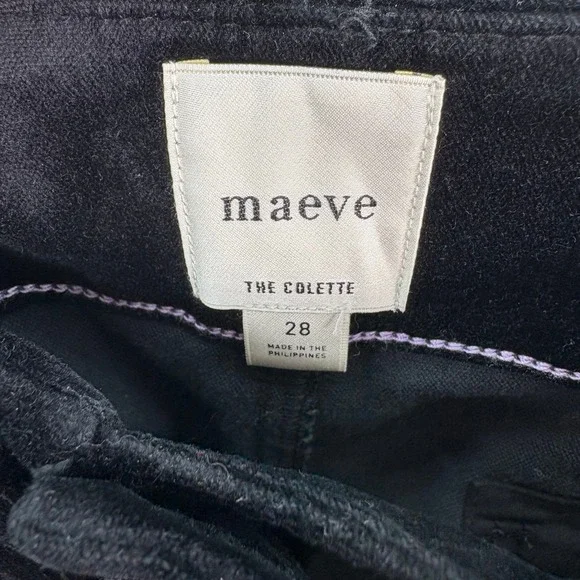 maeve
THE COLETTE
28
MADE IN THE
PHILIPPINES